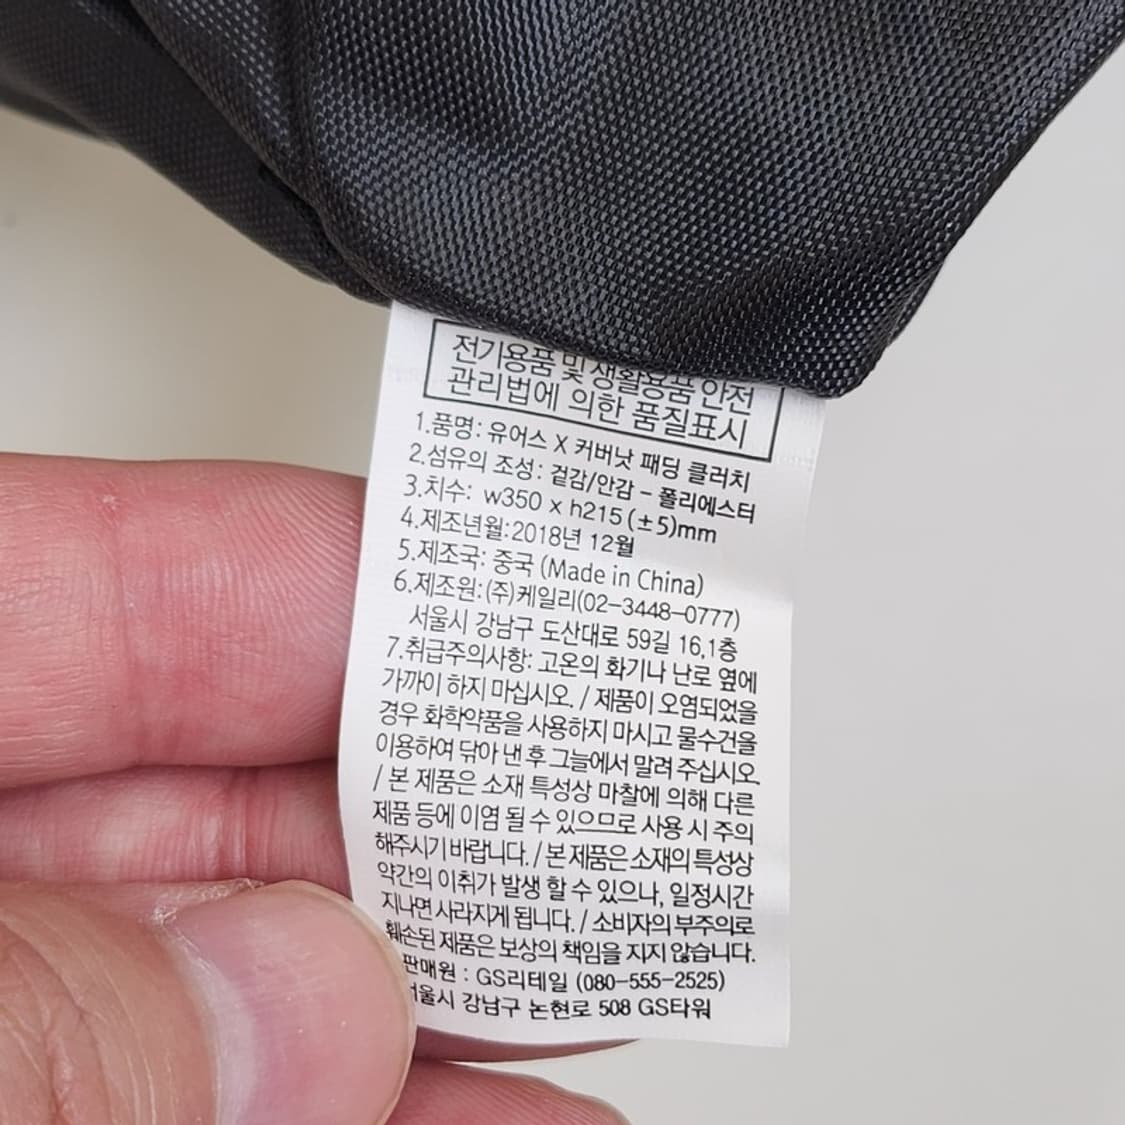 전기용품 및 생활용품 안전
관리법에 의한 품질표시
1.품명: 유어스 X 커버낫 패딩 클러치
2.섬유의 조성: 겉감/안감 - 폴리에스터
3.치수: w350 x h215(±5)mm
4.제조년월:2018년 12월
5.제조국: 중국 (Made in China)
6.제조원:(주)케일리(02-3448-0777)
서울시 강남구 도산대로 59길 16,1층
7.취급주의사항: 고온의 화기나 난로 옆에
가까이 하지 마십시오. / 제품이 오염되었을
경우 화학약품을 사용하지 마시고 물수건을
이용하여 닦아 낸 후 그늘에서 말려 주십시오.
/ 본 제품은 소재 특성상 마찰에 의해 다른
제품 등에 이염 될 수 있으므로 사용 시 주의
해주시기 바랍니다. / 본 제품은 소재의 특성상
약간의 이취가 발생 할 수 있으나, 일정시간
지나면 사라지게 됩니다. / 소비자의 부주의로
훼손된 제품은 보상의 책임을 지지 않습니다.
판매원 : GS리테일 (080-555-2525)
서울시 강남구 논현로 508 GS타워